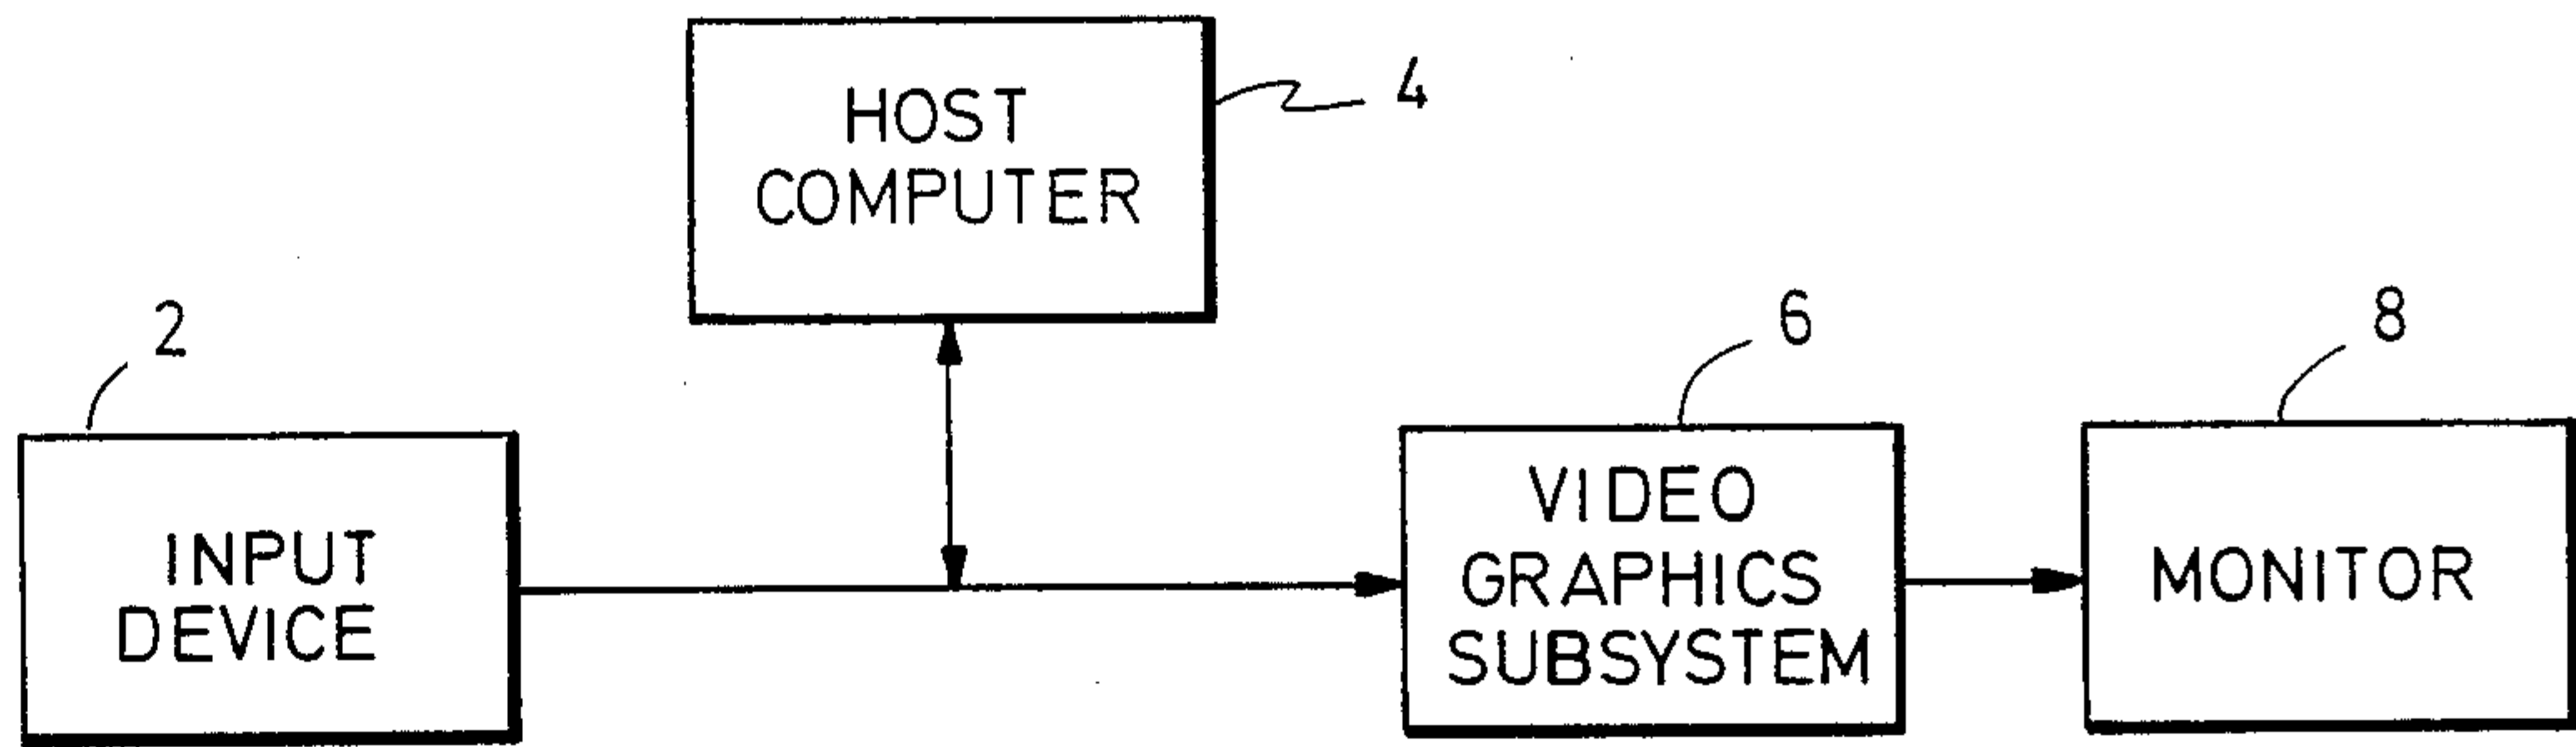 HOST
COMPUTER
4
2
INPUT
DEVICE
6
VIDEO
GRAPHICS
SUBSYSTEM
8
MONITOR